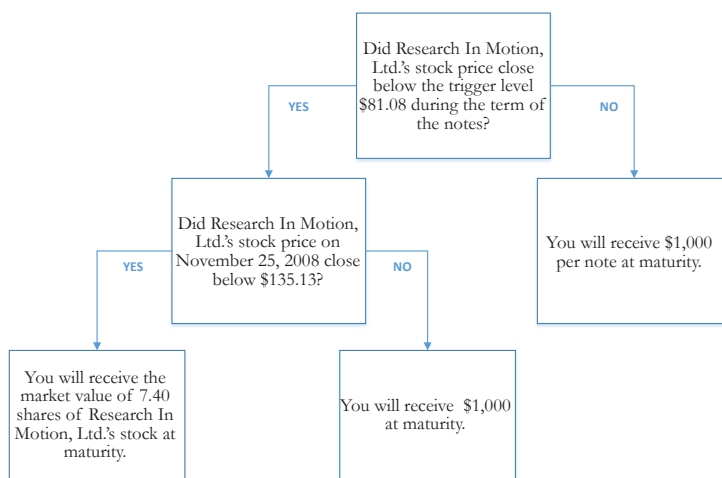 Did Research In Motion,
Ltd.'s stock price close
below the trigger level
$81.08 during the term of
the notes?
YES
NO
Did Research In Motion,
Ltd.'s stock price on
November 25, 2008 close
below $135.13?
You will receive $1,000
per note at maturity.
YES
NO
You will receive the
market value of 7.40
shares of Research In
Motion, Ltd.'s stock at
maturity.
You will receive $1,000
at maturity.